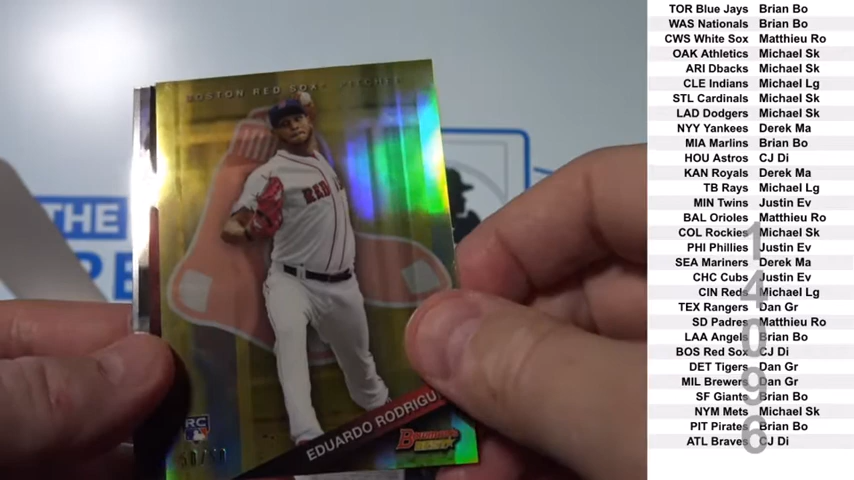 BOSTON RED SOX PITCHER
THE
RED
RC
EDUARDO RODRIGU
Bowman's
BEST
TOR Blue Jays Brian Bo
WAS Nationals Brian Bo
CWS White Sox Matthieu Ro
OAK Athletics Michael Sk
ARI Dbacks Michael Sk
CLE Indians Michael Lg
STL Cardinals Michael Sk
LAD Dodgers Michael Sk
NYY Yankees Derek Ma
MIA Marlins Brian Bo
HOU Astros CJ Di
KAN Royals Derek Ma
TB Rays Michael Lg
MIN Twins Justin Ev
BAL Orioles Matthieu Ro
COL Rockies Michael Sk
PHI Phillies Justin Ev
SEA Mariners Derek Ma
CHC Cubs Justin Ev
CIN Reds Michael Lg
TEX Rangers Dan Gr
SD Padres Matthieu Ro
LAA Angels Brian Bo
BOS Red Sox CJ Di
DET Tigers Dan Gr
MIL Brewers Dan Gr
SF Giants Brian Bo
NYM Mets Michael Sk
PIT Pirates Brian Bo
ATL Braves CJ Di
14096